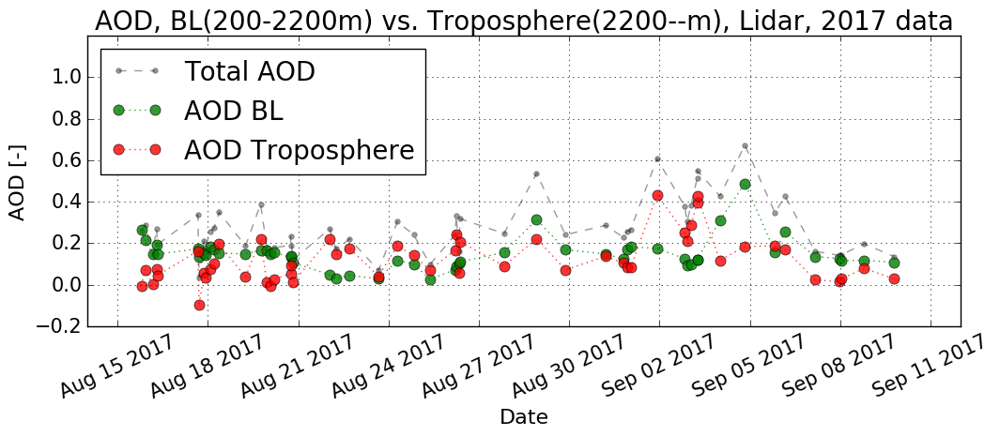 AOD, BL(200-2200m) vs. Troposphere(2200--m), Lidar, 2017 data
Total AOD
AOD BL
AOD Troposphere
AOD [-]
1.0
0.8
0.6
0.4
0.2
0.0
−0.2
Aug 15 2017
Aug 18 2017
Aug 21 2017
Aug 24 2017
Aug 27 2017
Aug 30 2017
Sep 02 2017
Sep 05 2017
Sep 08 2017
Sep 11 2017
Date